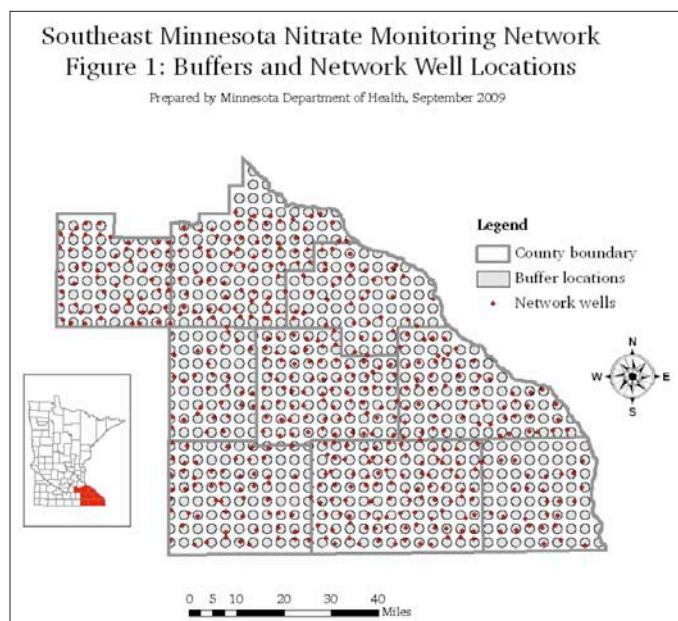 Southeast Minnesota Nitrate Monitoring Network
Figure 1: Buffers and Network Well Locations
Prepared by Minnesota Department of Health, September 2009
Legend
County boundary
Buffer locations
Network wells
N
W E
S
0 5 10 20 30 40
Miles